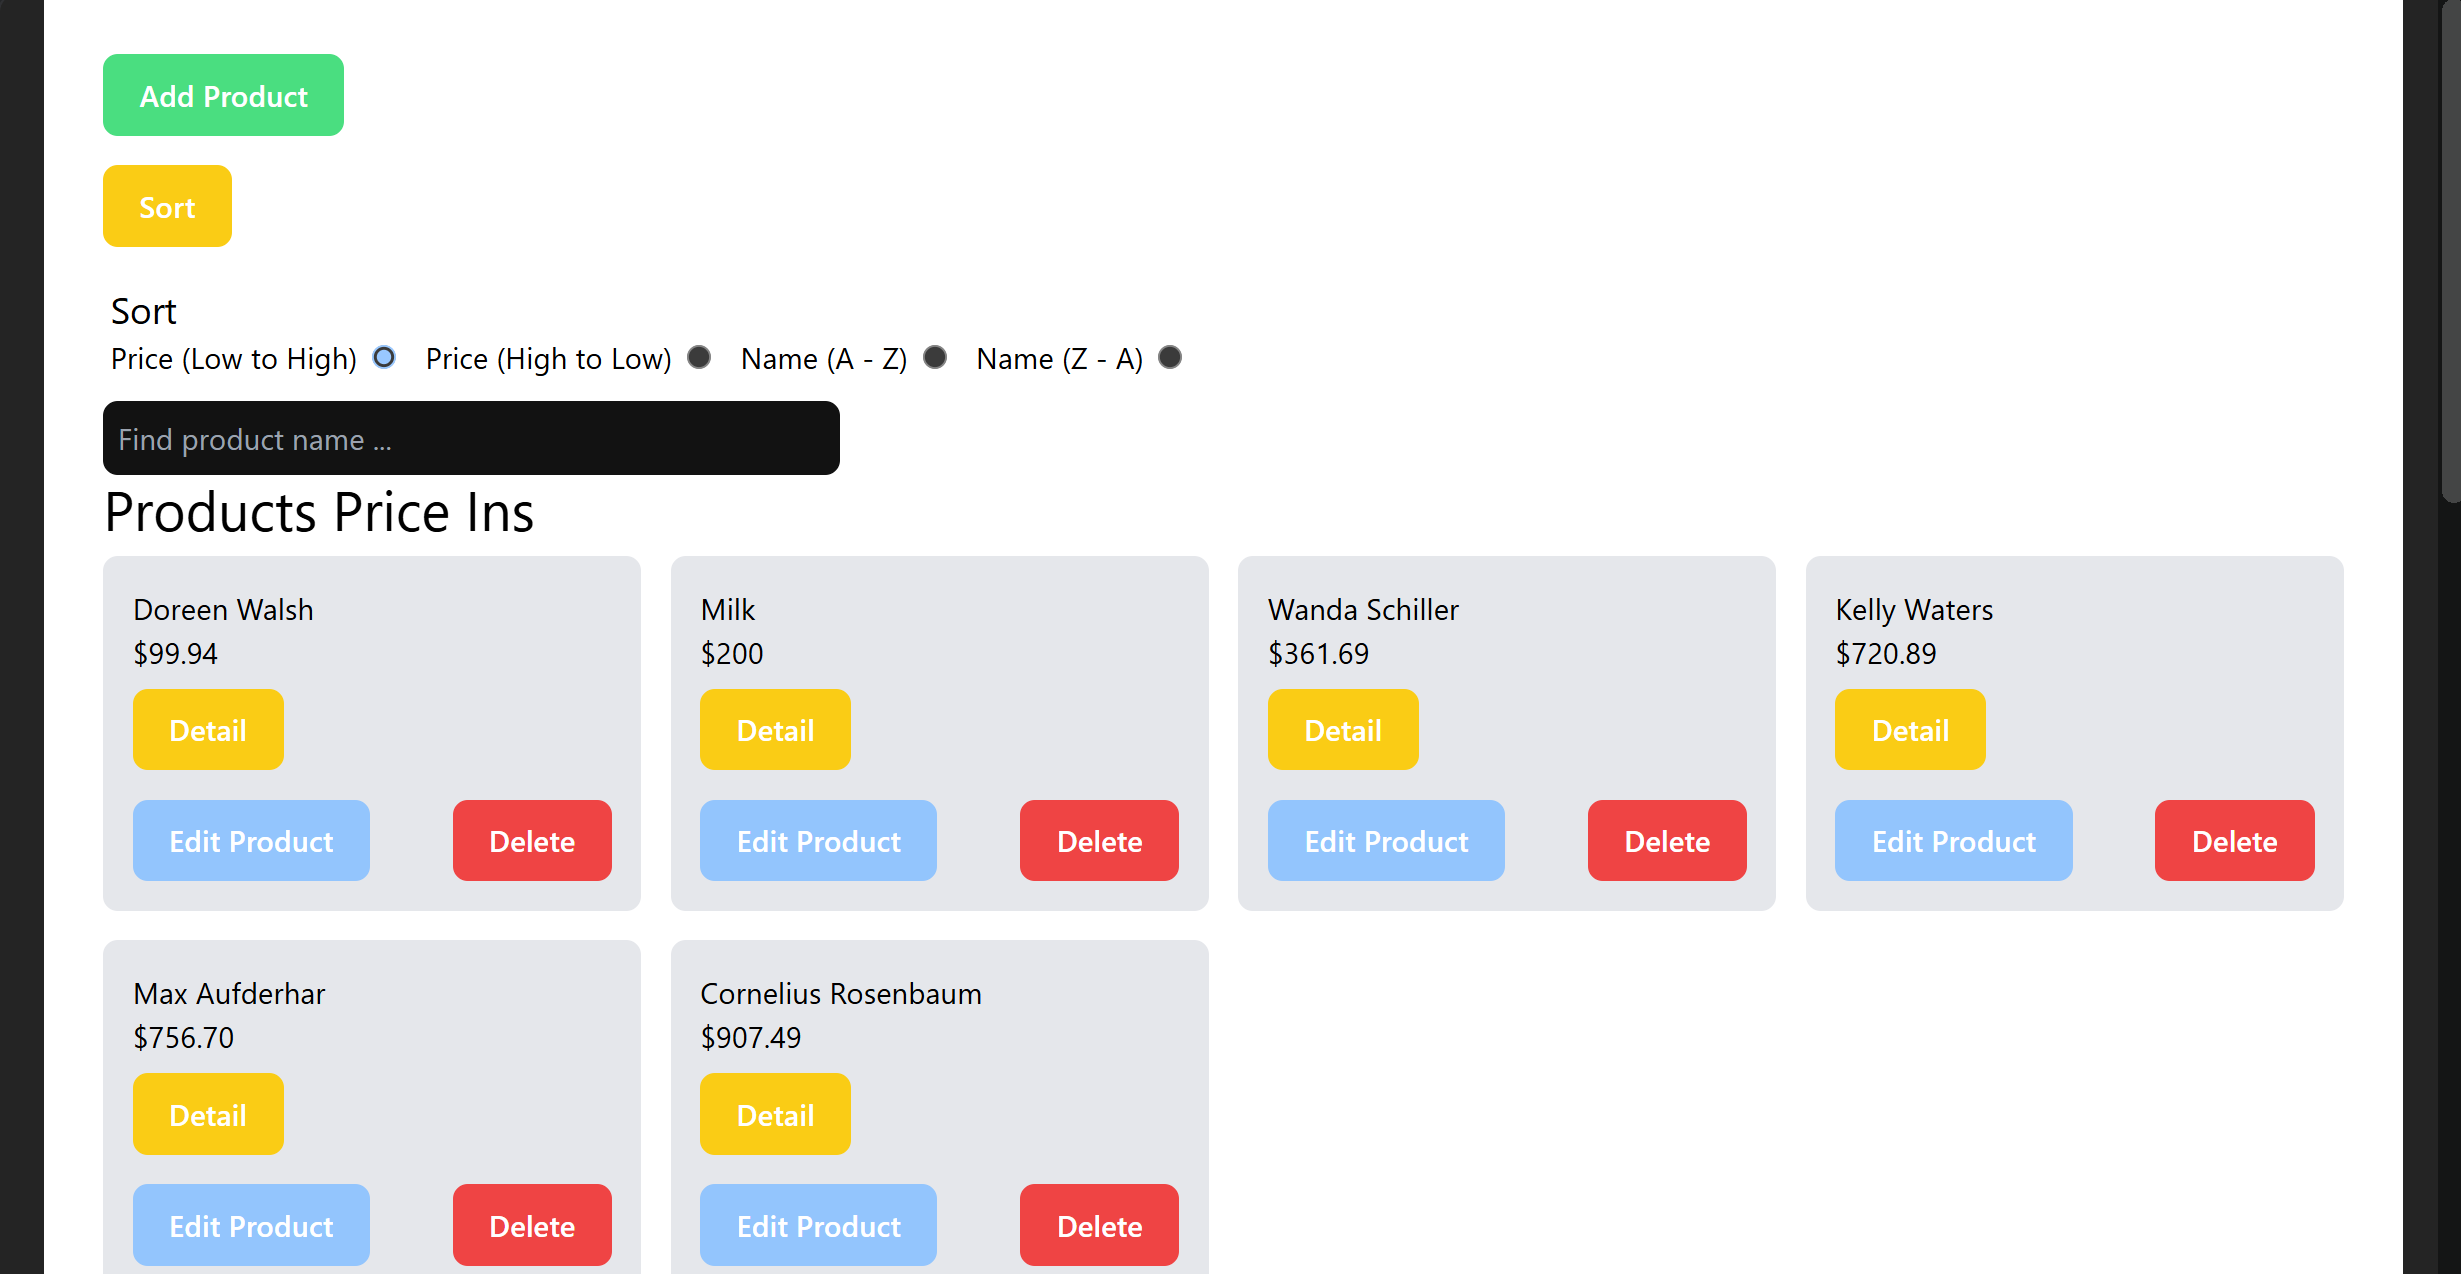 Add Product
Sort
Sort
Price (Low to High) Price (High to Low) Name (A - Z) Name (Z - A)
Find product name ...
Products Price Ins
Doreen Walsh
$99.94
Detail
Edit Product Delete
Milk
$200
Detail
Edit Product Delete
Wanda Schiller
$361.69
Detail
Edit Product Delete
Kelly Waters
$720.89
Detail
Edit Product Delete
Max Aufderhar
$756.70
Detail
Edit Product Delete
Cornelius Rosenbaum
$907.49
Detail
Edit Product Delete